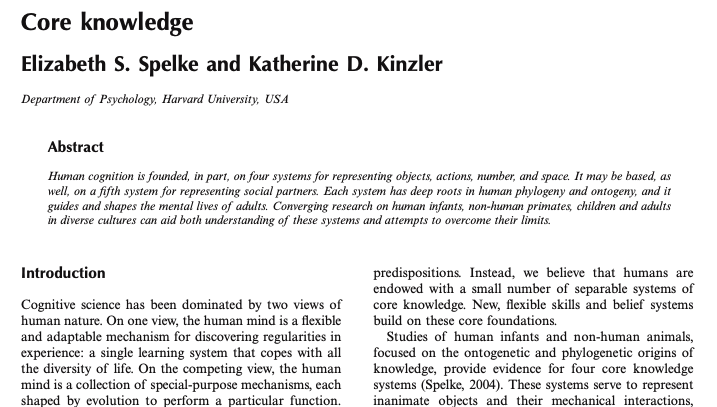 Core knowledge
Elizabeth S. Spelke and Katherine D. Kinzler
Department of Psychology, Harvard University, USA
Abstract
Human cognition is founded, in part, on four systems for representing objects, actions, number, and space. It may be based, as
well, on a fifth system for representing social partners. Each system has deep roots in human phylogeny and ontogeny, and it
guides and shapes the mental lives of adults. Converging research on human infants, non-human primates, children and adults
in diverse cultures can aid both understanding of these systems and attempts to overcome their limits.
Introduction
Cognitive science has been dominated by two views of
human nature. On one view, the human mind is a flexible
and adaptable mechanism for discovering regularities in
experience: a single learning system that copes with all
the diversity of life. On the competing view, the human
mind is a collection of special-purpose mechanisms, each
shaped by evolution to perform a particular function.
predispositions. Instead, we believe that humans are
endowed with a small number of separable systems of
core knowledge. New, flexible skills and belief systems
build on these core foundations.
Studies of human infants and non-human animals,
focused on the ontogenetic and phylogenetic origins of
knowledge, provide evidence for four core knowledge
systems (Spelke, 2004). These systems serve to represent
inanimate objects and their mechanical interactions,